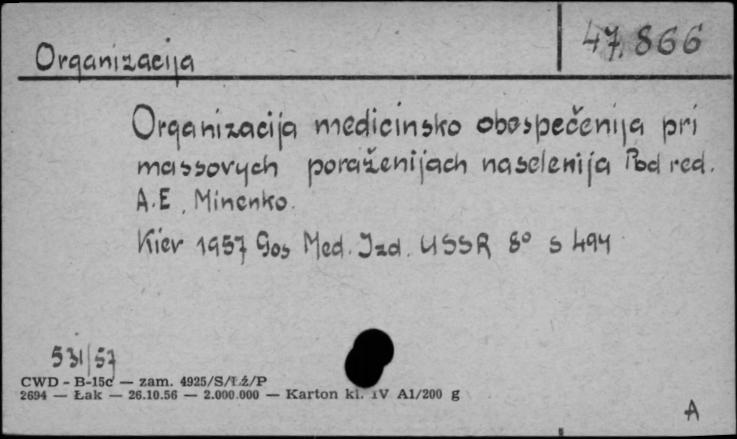 47.866
Organizacija
Organizacija medicinsko obespečenija pri
massovych poraženijach naselenija Pod red.
A.E. Minenko.
Kiev 1957 Gos Med. Izd. USSR 8° s 494
531/57
CWD - B-15c — zam. 4925/S/Łź/P
2694 — Łak — 26.10.56 — 2.000.000 — Karton kl. IV A1/200 g
A